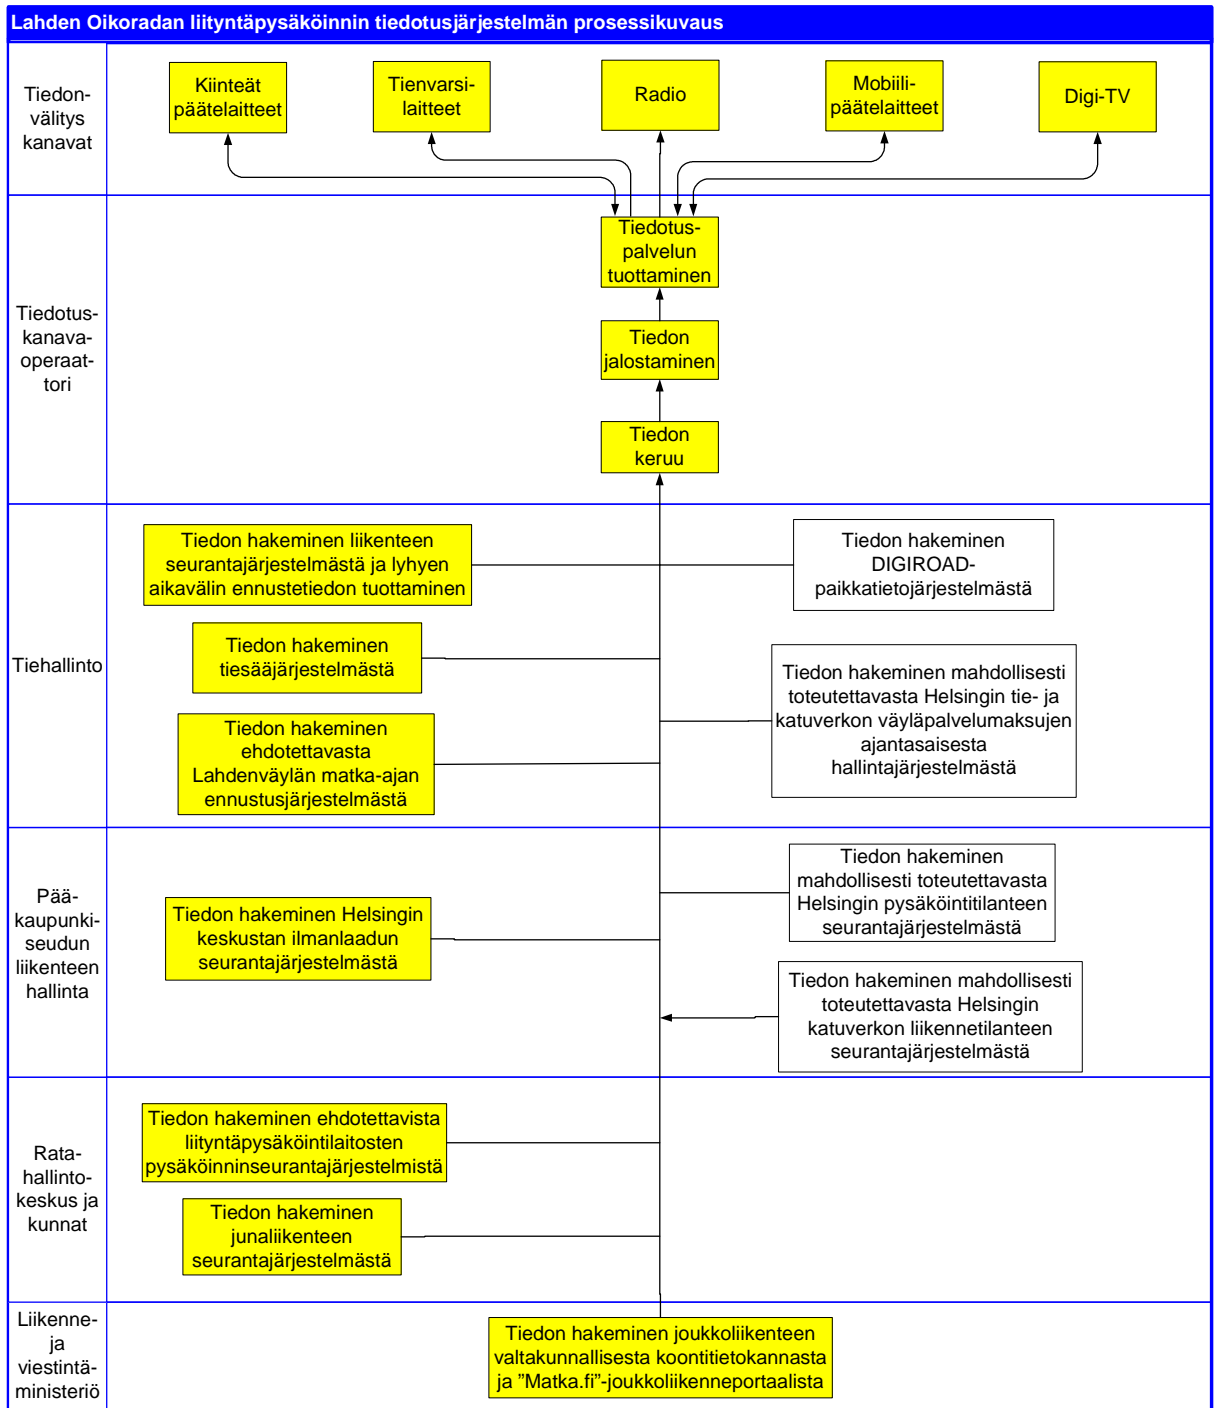 Lahden Oikoradan liityntäpysäköinnin tiedotusjärjestelmän prosessikuvaus
Tiedon-
välitys
kanavat
Kiinteät
päätelaitteet
Tienvarsi-
laitteet
Radio
Mobiili-
päätelaitteet
Digi-TV
Tiedotus-
kanava-
operaat-
tori
Tiedotus-
palvelun
tuottaminen
Tiedon
jalostaminen
Tiedon
keruu
Tiehallinto
Tiedon hakeminen liikenteen
seurantajärjestelmästä ja lyhyen
aikavälin ennustetiedon tuottaminen
Tiedon hakeminen
DIGIROAD-
paikkatietojärjestelmästä
Tiedon hakeminen
tiesääjärjestelmästä
Tiedon hakeminen mahdollisesti
toteutettavasta Helsingin tie- ja
katuverkon väyläpalvelumaksujen
ajantasaisesta
hallintajärjestelmästä
Tiedon hakeminen
ehdotettavasta
Lahdenväylän matka-ajan
ennustusjärjestelmästä
Pää-
kaupunki-
seudun
liikenteen
hallinta
Tiedon hakeminen
mahdollisesti toteutettavasta
Helsingin pysäköintitilanteen
seurantajärjestelmästä
Tiedon hakeminen Helsingin
keskustan ilmanlaadun
seurantajärjestelmästä
Tiedon hakeminen mahdollisesti
toteutettavasta Helsingin
katuverkon liikennetilanteen
seurantajärjestelmästä
Rata-
hallinto-
keskus ja
kunnat
Tiedon hakeminen ehdotettavista
liityntäpysäköintilaitosten
pysäköinninseurantajärjestelmistä
Tiedon hakeminen
junaliikenteen
seurantajärjestelmästä
Liikenne-
ja
viestintä-
ministeriö
Tiedon hakeminen joukkoliikenteen
valtakunnallisesta koontitietokannasta
ja ”Matka.fi”-joukkoliikenneportaalista